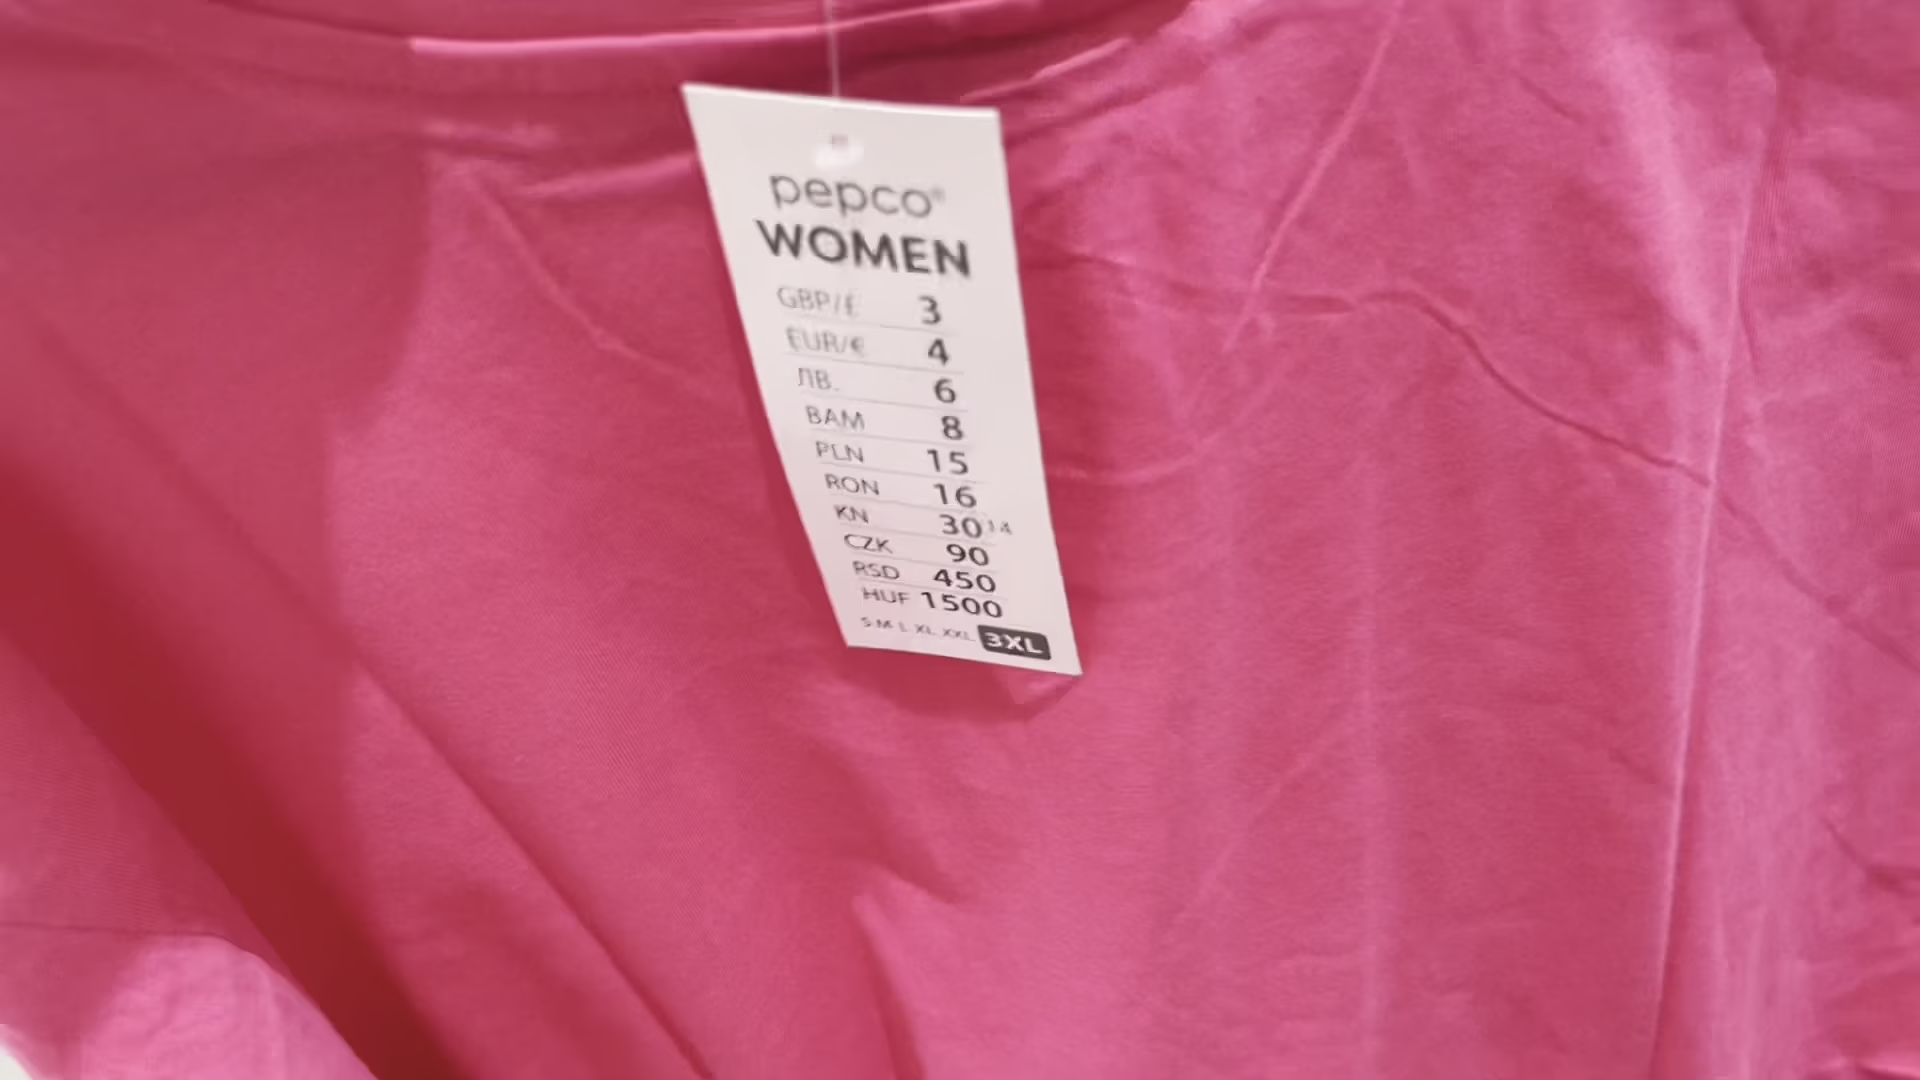 pepco®
WOMEN
GBP/£ 3
EUR/€ 4
ЛВ. 6
BAM 8
PLN 15
RON 16
KN 30 14
CZK 90
RSD 450
HUF 1500
S M L XL XXL 3XL